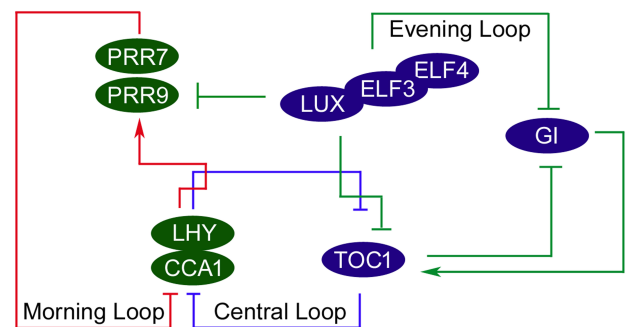 Evening Loop
PRR7
PRR9
ELF4
ELF3
LUX
GI
LHY
CCA1
TOC1
Morning Loop
Central Loop